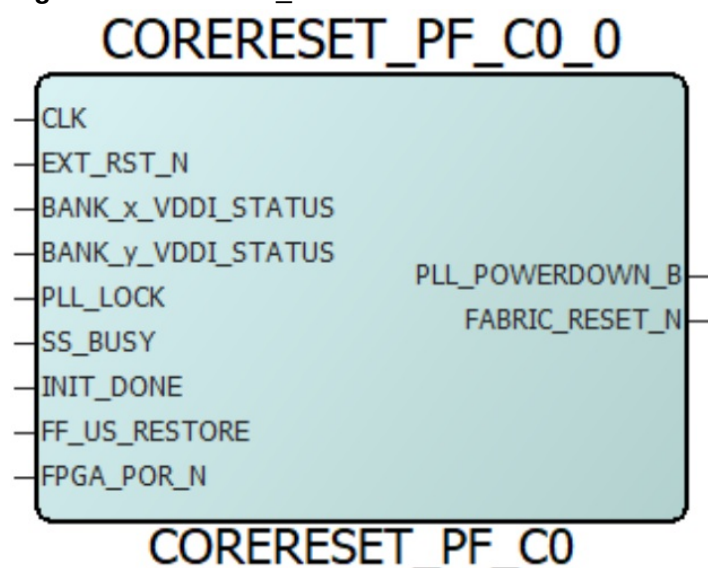 CORERESET_PF_C0_0
CLK
EXT_RST_N
BANK_x_VDDI_STATUS
BANK_y_VDDI_STATUS
PLL_LOCK
SS_BUSY
INIT_DONE
FF_US_RESTORE
FPGA_POR_N
PLL_POWERDOWN_B
FABRIC_RESET_N
CORERESET_PF_C0